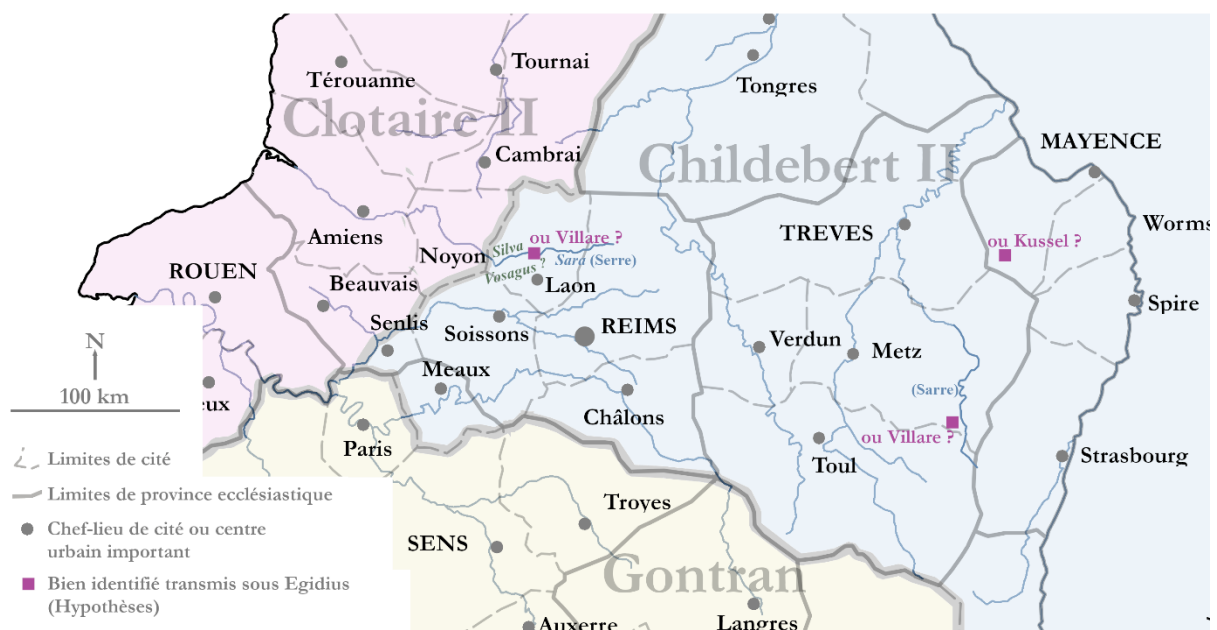 Tournai
Térouanne
Tongres
Clotaire II
Cambrai
Childebert II
MAYENCE
Amiens
Noyon
Silva
ou Villare ?
Vosagus ?
Sara (Serre)
TREVES
ou Kussel ?
Worms
ROUEN
Beauvais
Laon
Spire
Senlis
Soissons
REIMS
Verdun
Metz
N
100 km
Meaux
Châlons
(Sarre)
eux
Paris
ou Villare ?
Toul
Strasbourg
Limites de cité
Limites de province ecclésiastique
Chef-lieu de cité ou centre
urbain important
Bien identifié transmis sous Egidius
(Hypothèses)
Troyes
SENS
Gontran
Auxerre
Langres